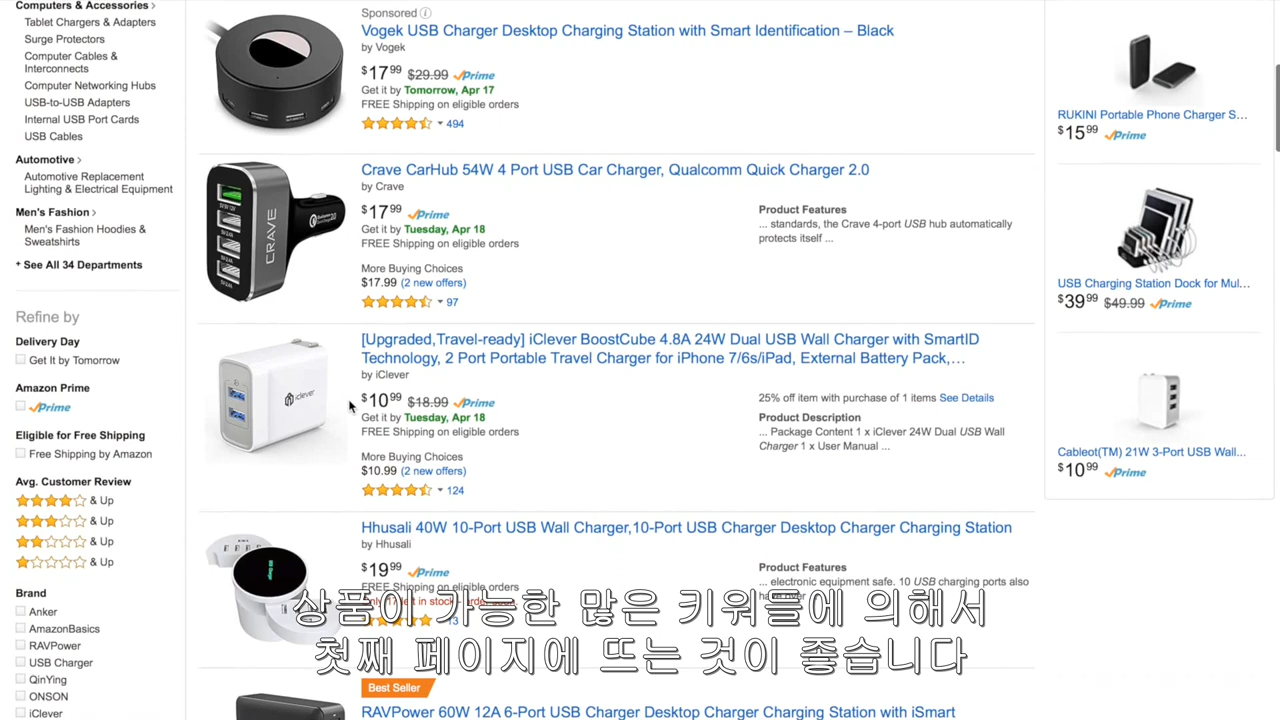 Computers & Accessories >
Tablet Chargers & Adapters
Surge Protectors
Computer Cables &
Interconnects
Computer Networking Hubs
USB-to-USB Adapters
Internal USB Port Cards
USB Cables
Automotive >
Automotive Replacement
Lighting & Electrical Equipment
Men's Fashion >
Men's Fashion Hoodies &
Sweatshirts
+ See All 34 Departments
Refine by
Delivery Day
Get It by Tomorrow
Amazon Prime
Prime
Eligible for Free Shipping
Free Shipping by Amazon
Avg. Customer Review
& Up
& Up
& Up
& Up
Brand
Anker
AmazonBasics
RAVPower
USB Charger
QinYing
ONSON
iClever
Sponsored
Vogek USB Charger Desktop Charging Station with Smart Identification – Black
by Vogek
$17.99 $29.99 Prime
Get it by Tomorrow, Apr 17
FREE Shipping on eligible orders
494
CRAVE
Crave CarHub 54W 4 Port USB Car Charger, Qualcomm Quick Charger 2.0
by Crave
$17.99 Prime
Get it by Tuesday, Apr 18
FREE Shipping on eligible orders
More Buying Choices
$17.99 (2 new offers)
97
Product Features
... standards, the Crave 4-port USB hub automatically
protects itself ...
iclever
[Upgraded,Travel-ready] iClever BoostCube 4.8A 24W Dual USB Wall Charger with SmartID
Technology, 2 Port Portable Travel Charger for iPhone 7/6s/iPad, External Battery Pack,…
by iClever
$10.99 $18.99 Prime
Get it by Tuesday, Apr 18
FREE Shipping on eligible orders
More Buying Choices
$10.99 (2 new offers)
124
25% off item with purchase of 1 items See Details
Product Description
... Package Content 1 x iClever 24W Dual USB Wall
Charger 1 x User Manual ...
Hhusali 40W 10-Port USB Wall Charger,10-Port USB Charger Desktop Charger Charging Station
by Hhusali
$19.99 Prime
FREE Shipping on eligible orders
Product Features
... electronic equipment safe. 10 USB charging ports also
상품이 가능한 많은 키워들에 의해서
첫째 페이지에 뜨는 것이 좋습니다
Best Seller
RAVPower 60W 12A 6-Port USB Charger Desktop Charger Charging Station with iSmart
RUKINI Portable Phone Charger S...
$15.99 Prime
USB Charging Station Dock for Mul...
$39.99 $49.99 Prime
Cableot(TM) 21W 3-Port USB Wall...
$10.99 Prime